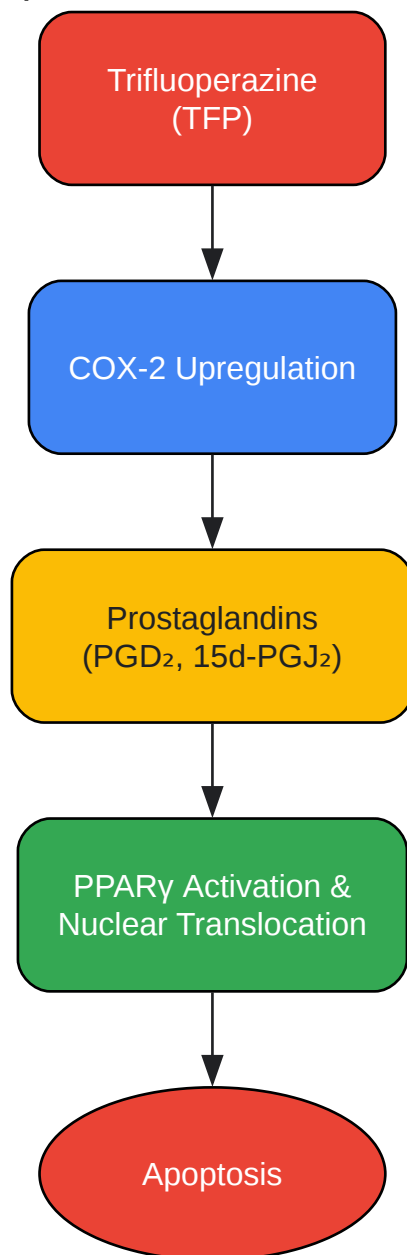 Trifluoperazine
(TFP)
COX-2 Upregulation
Prostaglandins
(PGD₂, 15d-PGJ₂)
PPARγ Activation &
Nuclear Translocation
Apoptosis